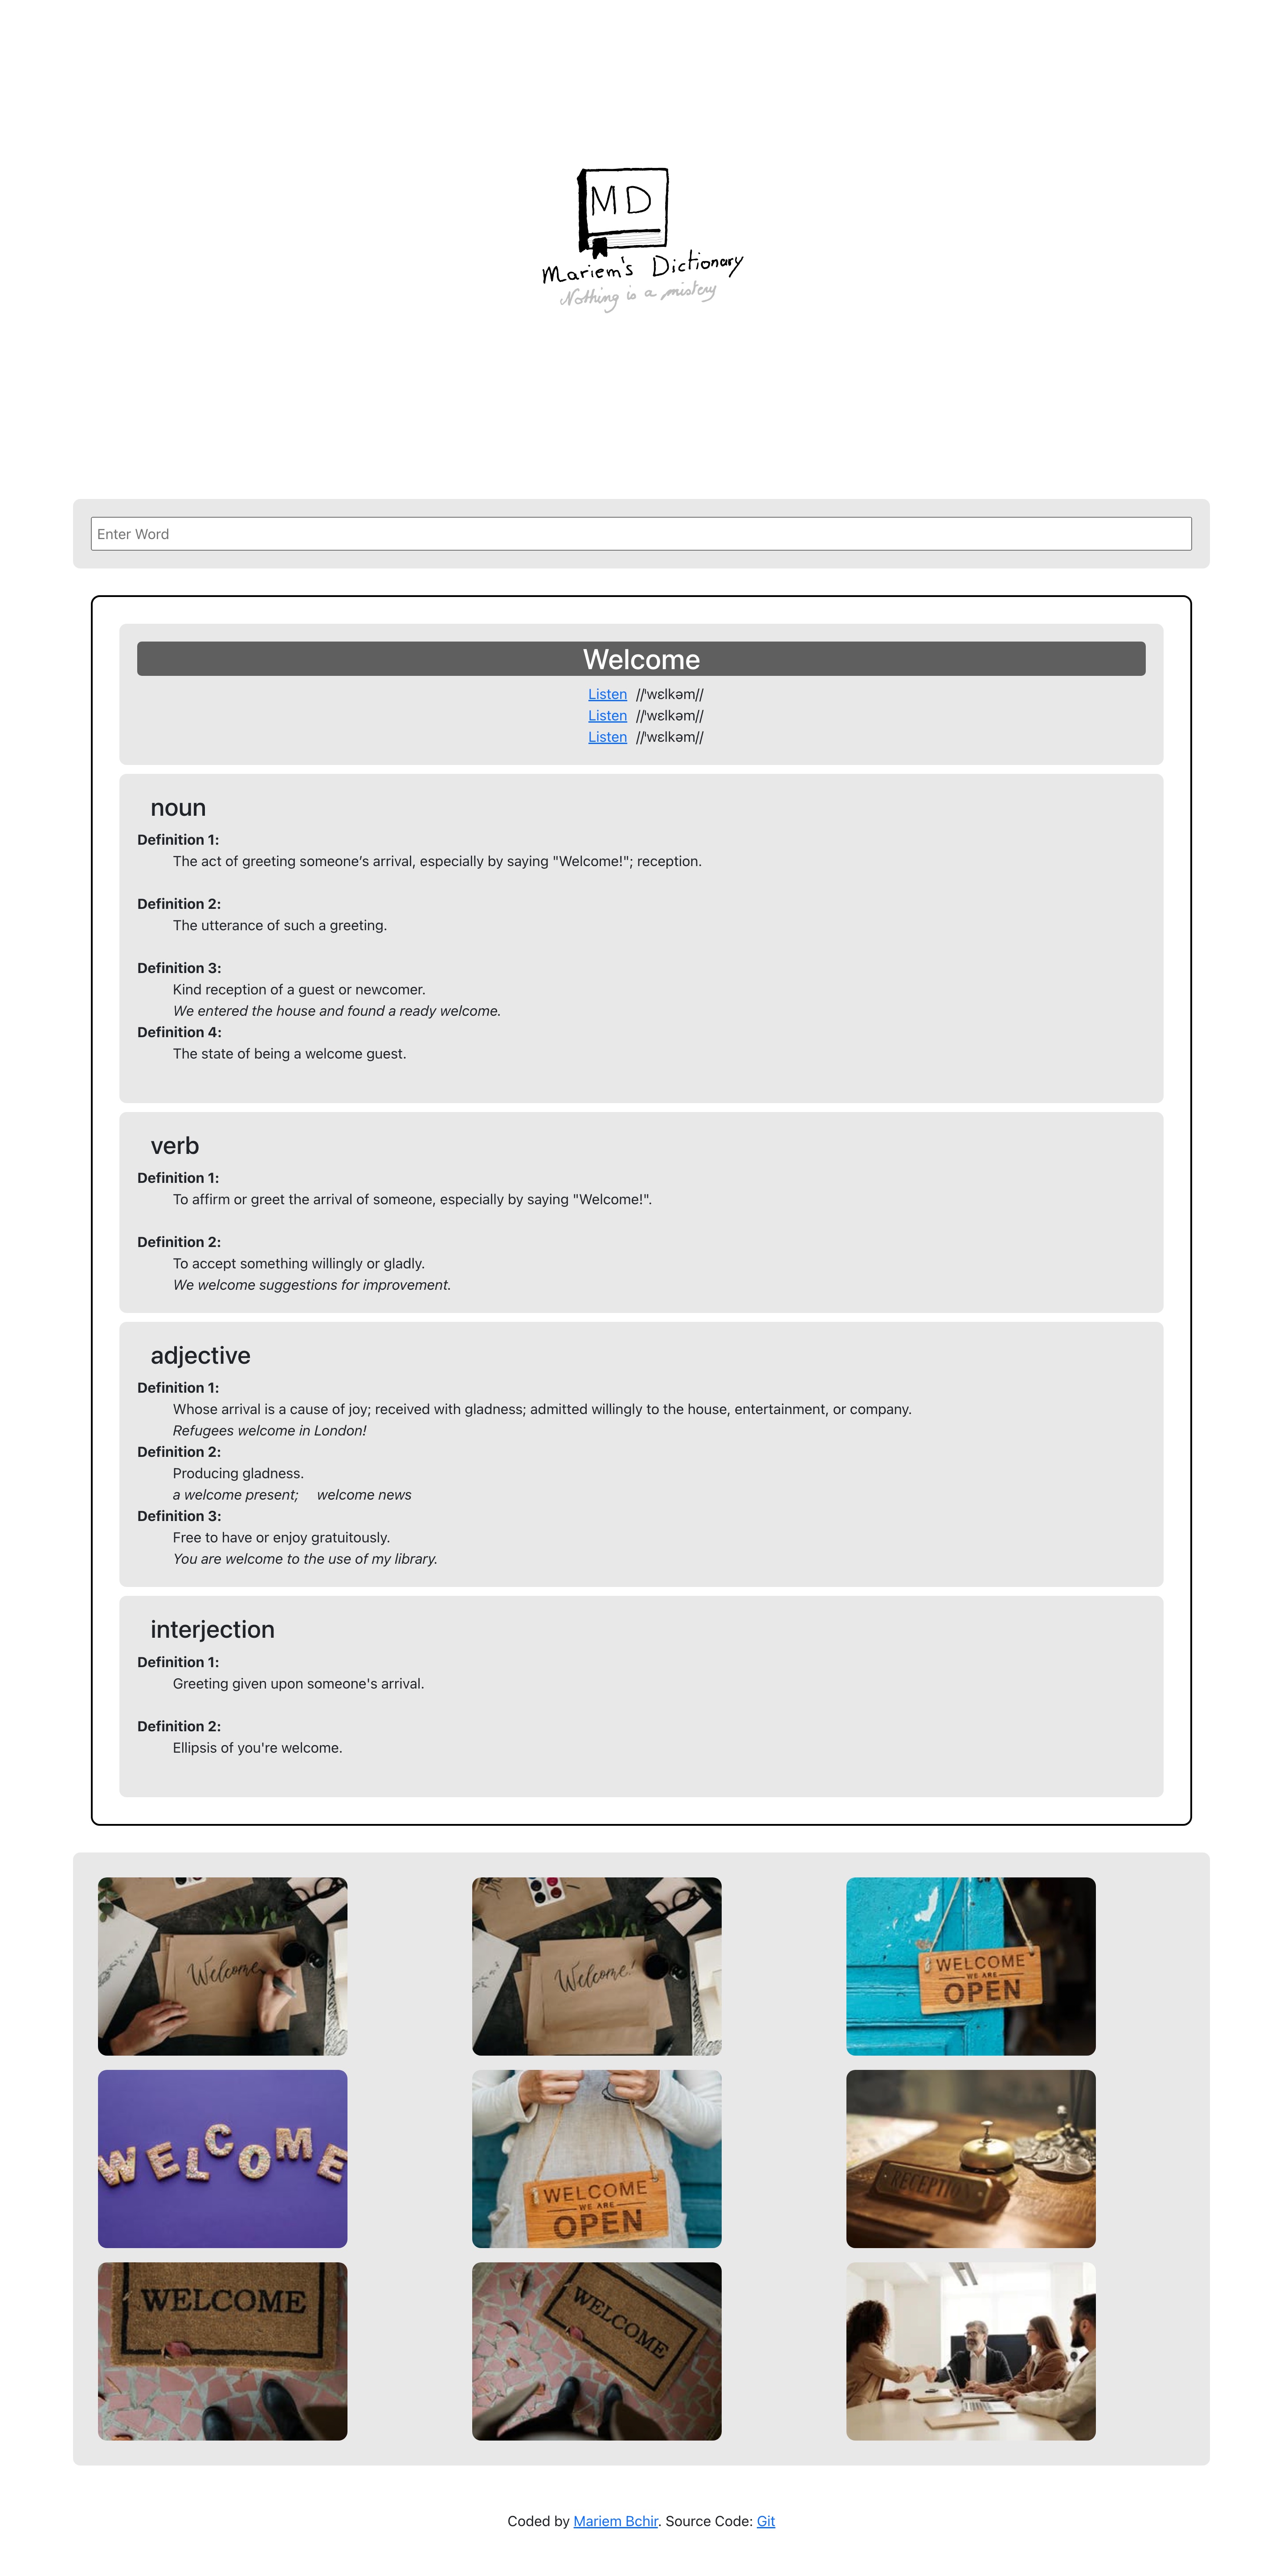 MD
Mariem's Dictionary
Nothing is a mistery
Enter Word
Welcome
Listen //ˈwɛlkəm//
Listen //ˈwɛlkəm//
Listen //ˈwɛlkəm//
noun
Definition 1:
The act of greeting someone’s arrival, especially by saying "Welcome!"; reception.
Definition 2:
The utterance of such a greeting.
Definition 3:
Kind reception of a guest or newcomer.
We entered the house and found a ready welcome.
Definition 4:
The state of being a welcome guest.
verb
Definition 1:
To affirm or greet the arrival of someone, especially by saying "Welcome!".
Definition 2:
To accept something willingly or gladly.
We welcome suggestions for improvement.
adjective
Definition 1:
Whose arrival is a cause of joy; received with gladness; admitted willingly to the house, entertainment, or company.
Refugees welcome in London!
Definition 2:
Producing gladness.
a welcome present; welcome news
Definition 3:
Free to have or enjoy gratuitously.
You are welcome to the use of my library.
interjection
Definition 1:
Greeting given upon someone's arrival.
Definition 2:
Ellipsis of you're welcome.
Welcome
Welcome!
WELCOME
WE ARE
OPEN
WELCOME
WELCOME
WE ARE
OPEN
RECEPTION
WELCOME
WELCOME
Coded by Mariem Bchir. Source Code: Git